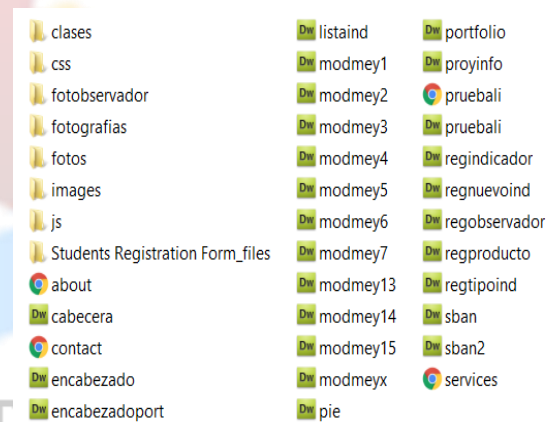 clases
css
fotobservador
fotografias
fotos
images
js
Students Registration Form_files
about
cabecera
contact
encabezado
encabezadoport
listaind
modmey1
modmey2
modmey3
modmey4
modmey5
modmey6
modmey7
modmey13
modmey14
modmey15
modmeyx
pie
portfolio
proyinfo
pruebali
pruebali
regindicador
regnuevoind
regobservador
regproducto
regtipoind
sban
sban2
services